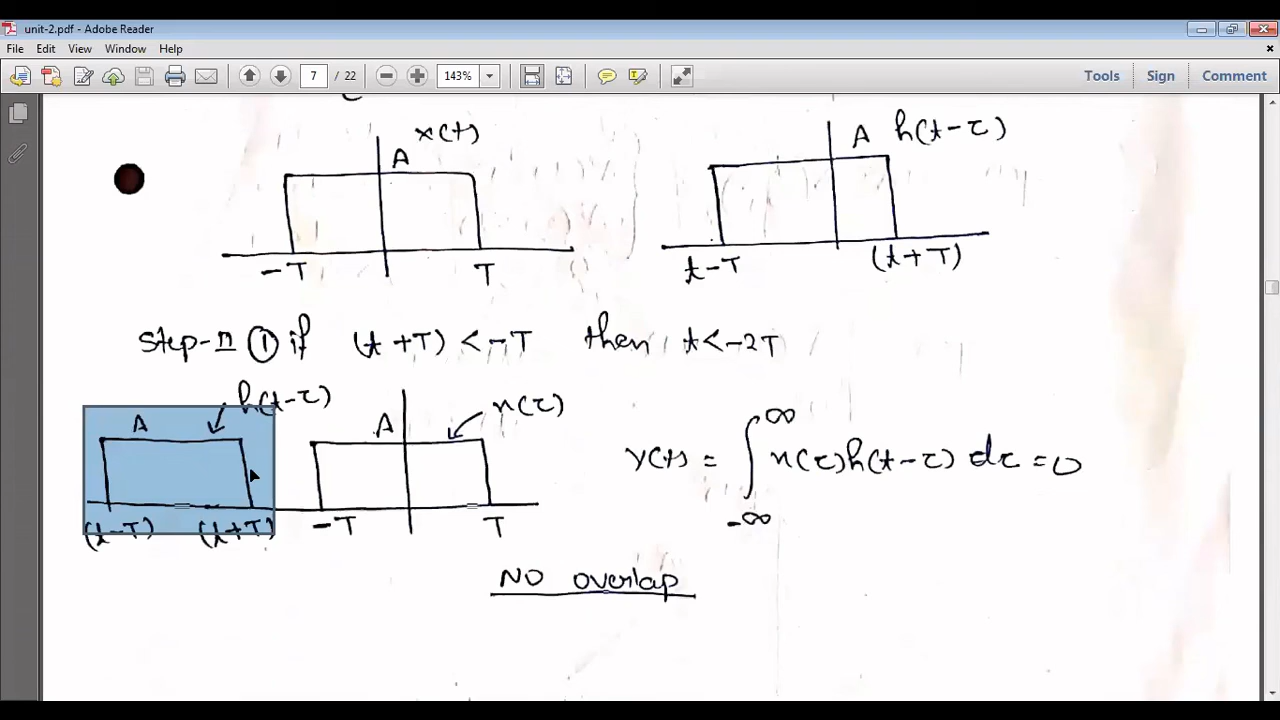 unit-2.pdf - Adobe Reader
File Edit View Window Help
7 / 22 143% Tools Sign Comment
x(t) A h(t-τ)
A
-T T t-T (t+T)
Step-II ① if (t+T) < -T then t<-2T
h(t-τ) x(τ)
A A
y(t) = ∫ ∞ -∞ x(τ)h(t-τ) dτ = 0
(t-T) (t+T) -T T
NO overlap